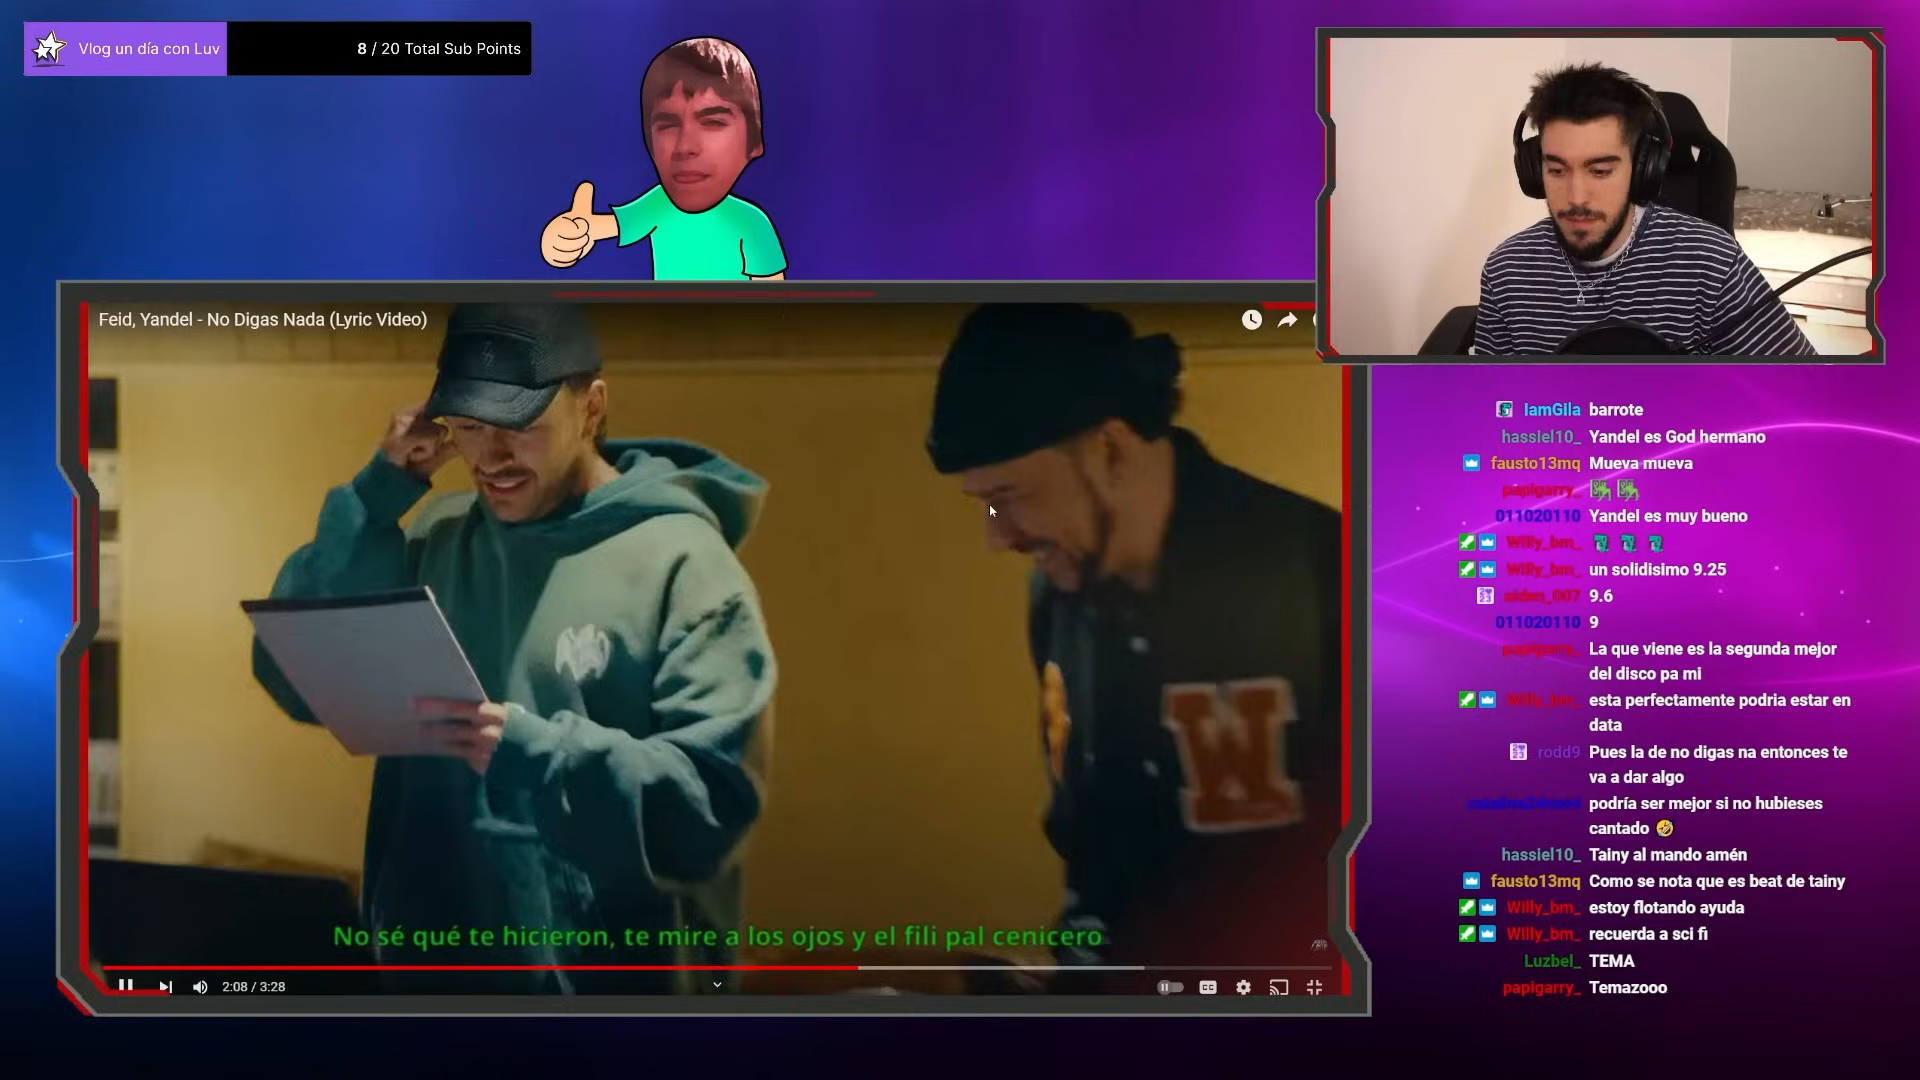 Vlog un día con Luv
8 / 20 Total Sub Points
Feid, Yandel - No Digas Nada (Lyric Video)
No sé qué te hicieron, te mire a los ojos y el fili pal cenicero
2:08 / 3:28
IamGIla barrote
hassiel10_ Yandel es God hermano
fausto13mq Mueva mueva
papigarry_
011020110 Yandel es muy bueno
Willy_bm_
Willy_bm_ un solidisimo 9.25
aiden_007 9.6
011020110 9
papigarry_ La que viene es la segunda mejor
del disco pa mi
Willy_bm_ esta perfectamente podria estar en
data
rodd9 Pues la de no digas na entonces te
va a dar algo
podría ser mejor si no hubieses
cantado
hassiel10_ Tainy al mando amén
fausto13mq Como se nota que es beat de tainy
Willy_bm_ estoy flotando ayuda
Willy_bm_ recuerda a sci fi
Luzbel_ TEMA
papigarry_ Temazooo
W